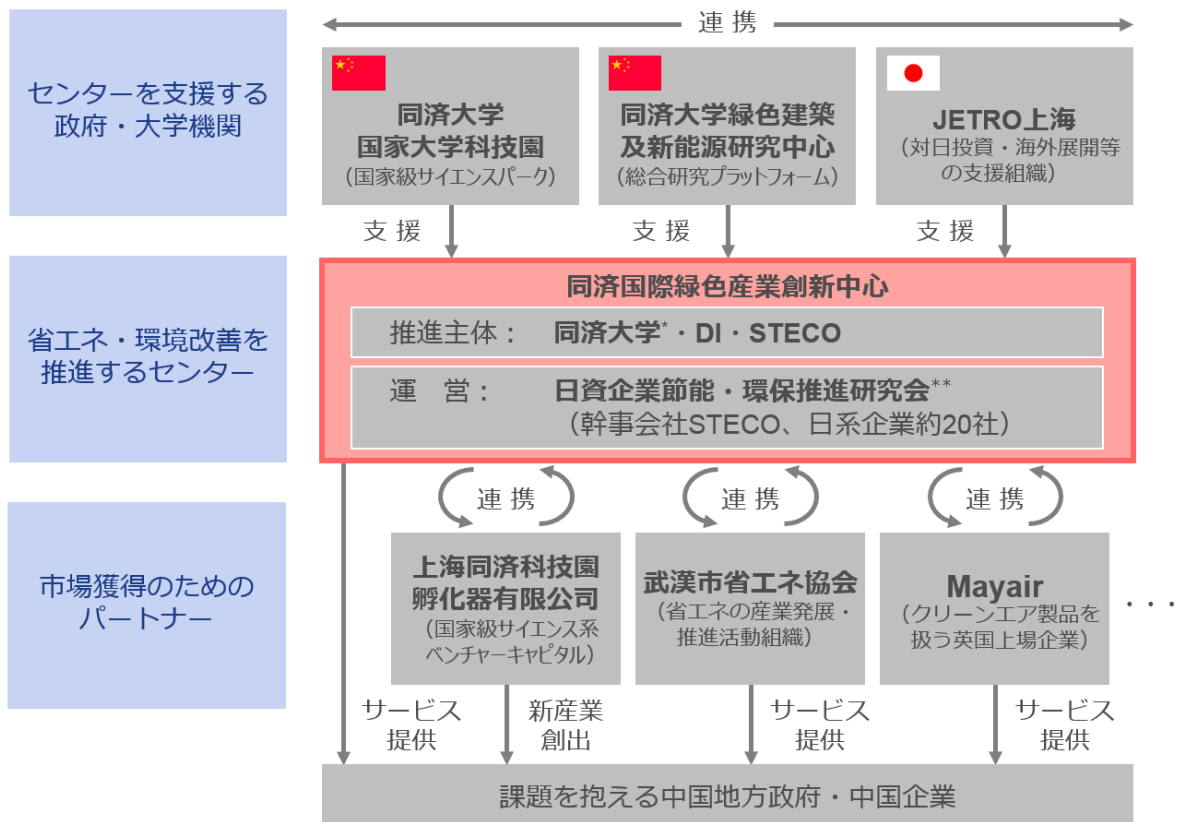 連 携
センターを支援する
政府・大学機関
同済大学
国家大学科技園
（国家級サイエンスパーク）
同済大学緑色建築
及新能源研究中心
（総合研究プラットフォーム）
JETRO上海
（対日投資・海外展開等
の支援組織）
支 援
支 援
支 援
省エネ・環境改善を
推進するセンター
同済国際緑色産業創新中心
推進主体： 同済大学*・DI・STECO
運　営： 日資企業節能・環保推進研究会**
（幹事会社STECO、日系企業約20社）
連 携
連 携
連 携
市場獲得のための
パートナー
上海同済科技園
孵化器有限公司
（国家級サイエンス系
ベンチャーキャピタル）
武漢市省エネ協会
（省エネの産業発展・
推進活動組織）
Mayair
（クリーンエア製品を
扱う英国上場企業）
・・・
サービス
提供
新産業
創出
サービス
提供
サービス
提供
課題を抱える中国地方政府・中国企業